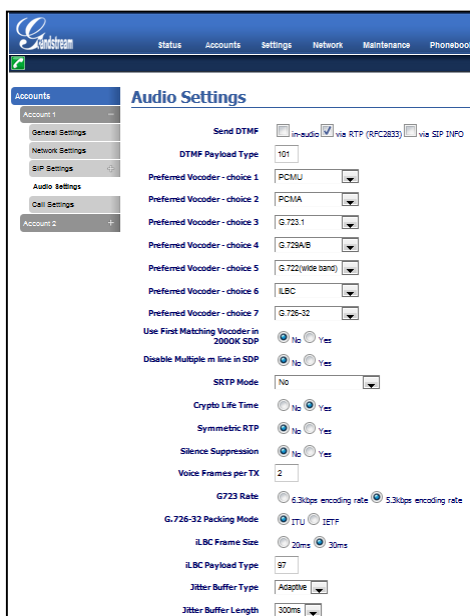 Grandstream
Status Accounts Settings Network Maintenance Phonebook
Accounts
Account 1 −
General Settings
Network Settings
SIP Settings +
Audio Settings
Call Settings
Account 2 +
Audio Settings
Send DTMF in-audio via RTP (RFC2833) via SIP INFO
DTMF Payload Type 101
Preferred Vocoder - choice 1 PCMU
Preferred Vocoder - choice 2 PCMA
Preferred Vocoder - choice 3 G.723.1
Preferred Vocoder - choice 4 G.729A/B
Preferred Vocoder - choice 5 G.722(wide band)
Preferred Vocoder - choice 6 iLBC
Preferred Vocoder - choice 7 G.726-32
Use First Matching Vocoder in
200OK SDP No Yes
Disable Multiple m line in SDP No Yes
SRTP Mode No
Crypto Life Time No Yes
Symmetric RTP No Yes
Silence Suppression No Yes
Voice Frames per TX 2
G723 Rate 6.3kbps encoding rate 5.3kbps encoding rate
G.726-32 Packing Mode ITU IETF
iLBC Frame Size 20ms 30ms
iLBC Payload Type 97
Jitter Buffer Type Adaptive
Jitter Buffer Length 300ms